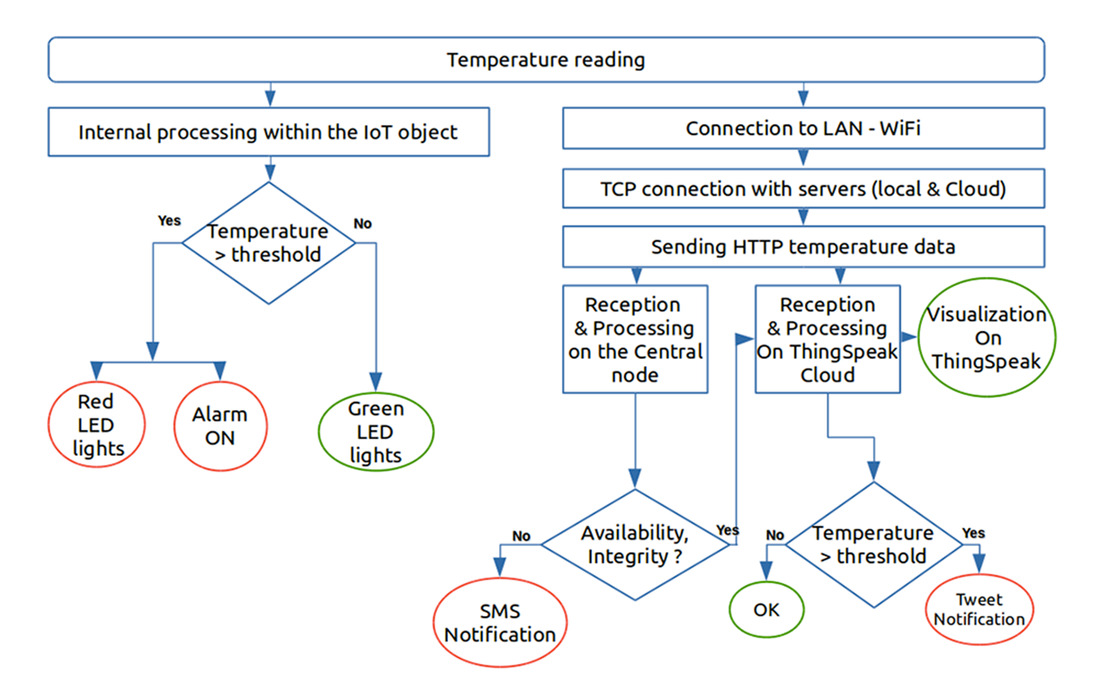 Temperature reading
Internal processing within the IoT object
Connection to LAN - WiFi
TCP connection with servers (local & Cloud)
Sending HTTP temperature data
Yes
No
Temperature
> threshold
Red
LED
lights
Alarm
ON
Green
LED
lights
Reception
& Processing
on the Central
node
Reception
& Processing
On ThingSpeak
Cloud
Visualization
On
ThingSpeak
No
Availability,
Integrity ?
Yes
SMS
Notification
No
Temperature
> threshold
Yes
OK
Tweet
Notification